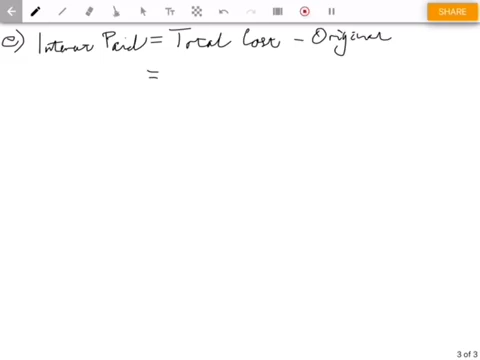 SHARE
e) Interest Paid = Total Cost - Original
=
3 of 3